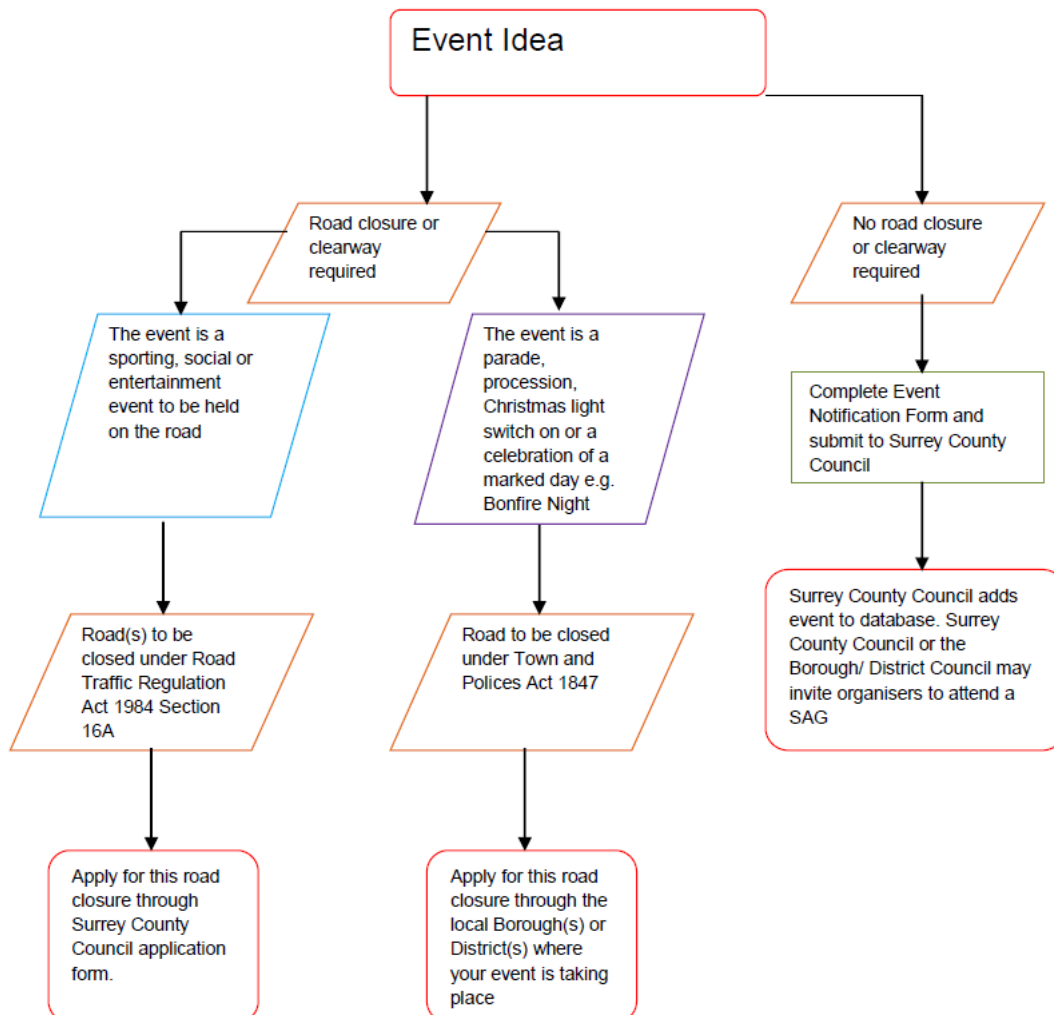 Event Idea
Road closure or
clearway
required
No road closure
or clearway
required
The event is a
sporting, social or
entertainment
event to be held
on the road
The event is a
parade,
procession,
Christmas light
switch on or a
celebration of a
marked day e.g.
Bonfire Night
Complete Event
Notification Form and
submit to Surrey County
Council
Road(s) to be
closed under Road
Traffic Regulation
Act 1984 Section
16A
Road to be closed
under Town and
Polices Act 1847
Surrey County Council adds
event to database. Surrey
County Council or the
Borough/ District Council may
invite organisers to attend a
SAG
Apply for this road
closure through
Surrey County
Council application
form.
Apply for this road
closure through the
local Borough(s) or
District(s) where
your event is taking
place